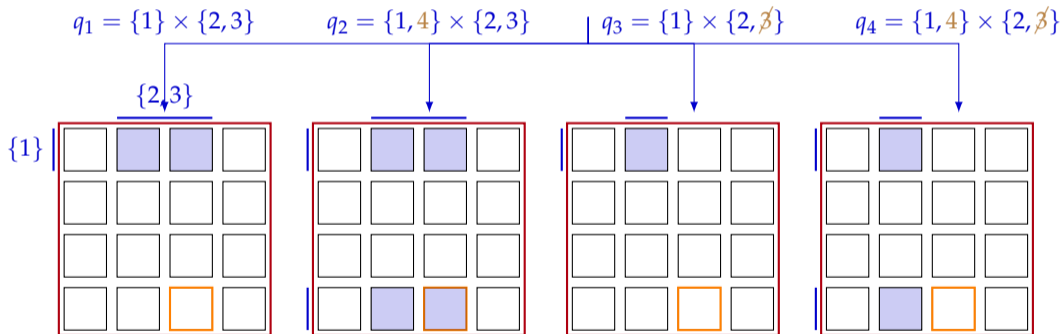 q₁ = {1} × {2, 3}
q₂ = {1, 4} × {2, 3}
q₃ = {1} × {2, 3̸}
q₄ = {1, 4} × {2, 3̸}
{2, 3}
{1}